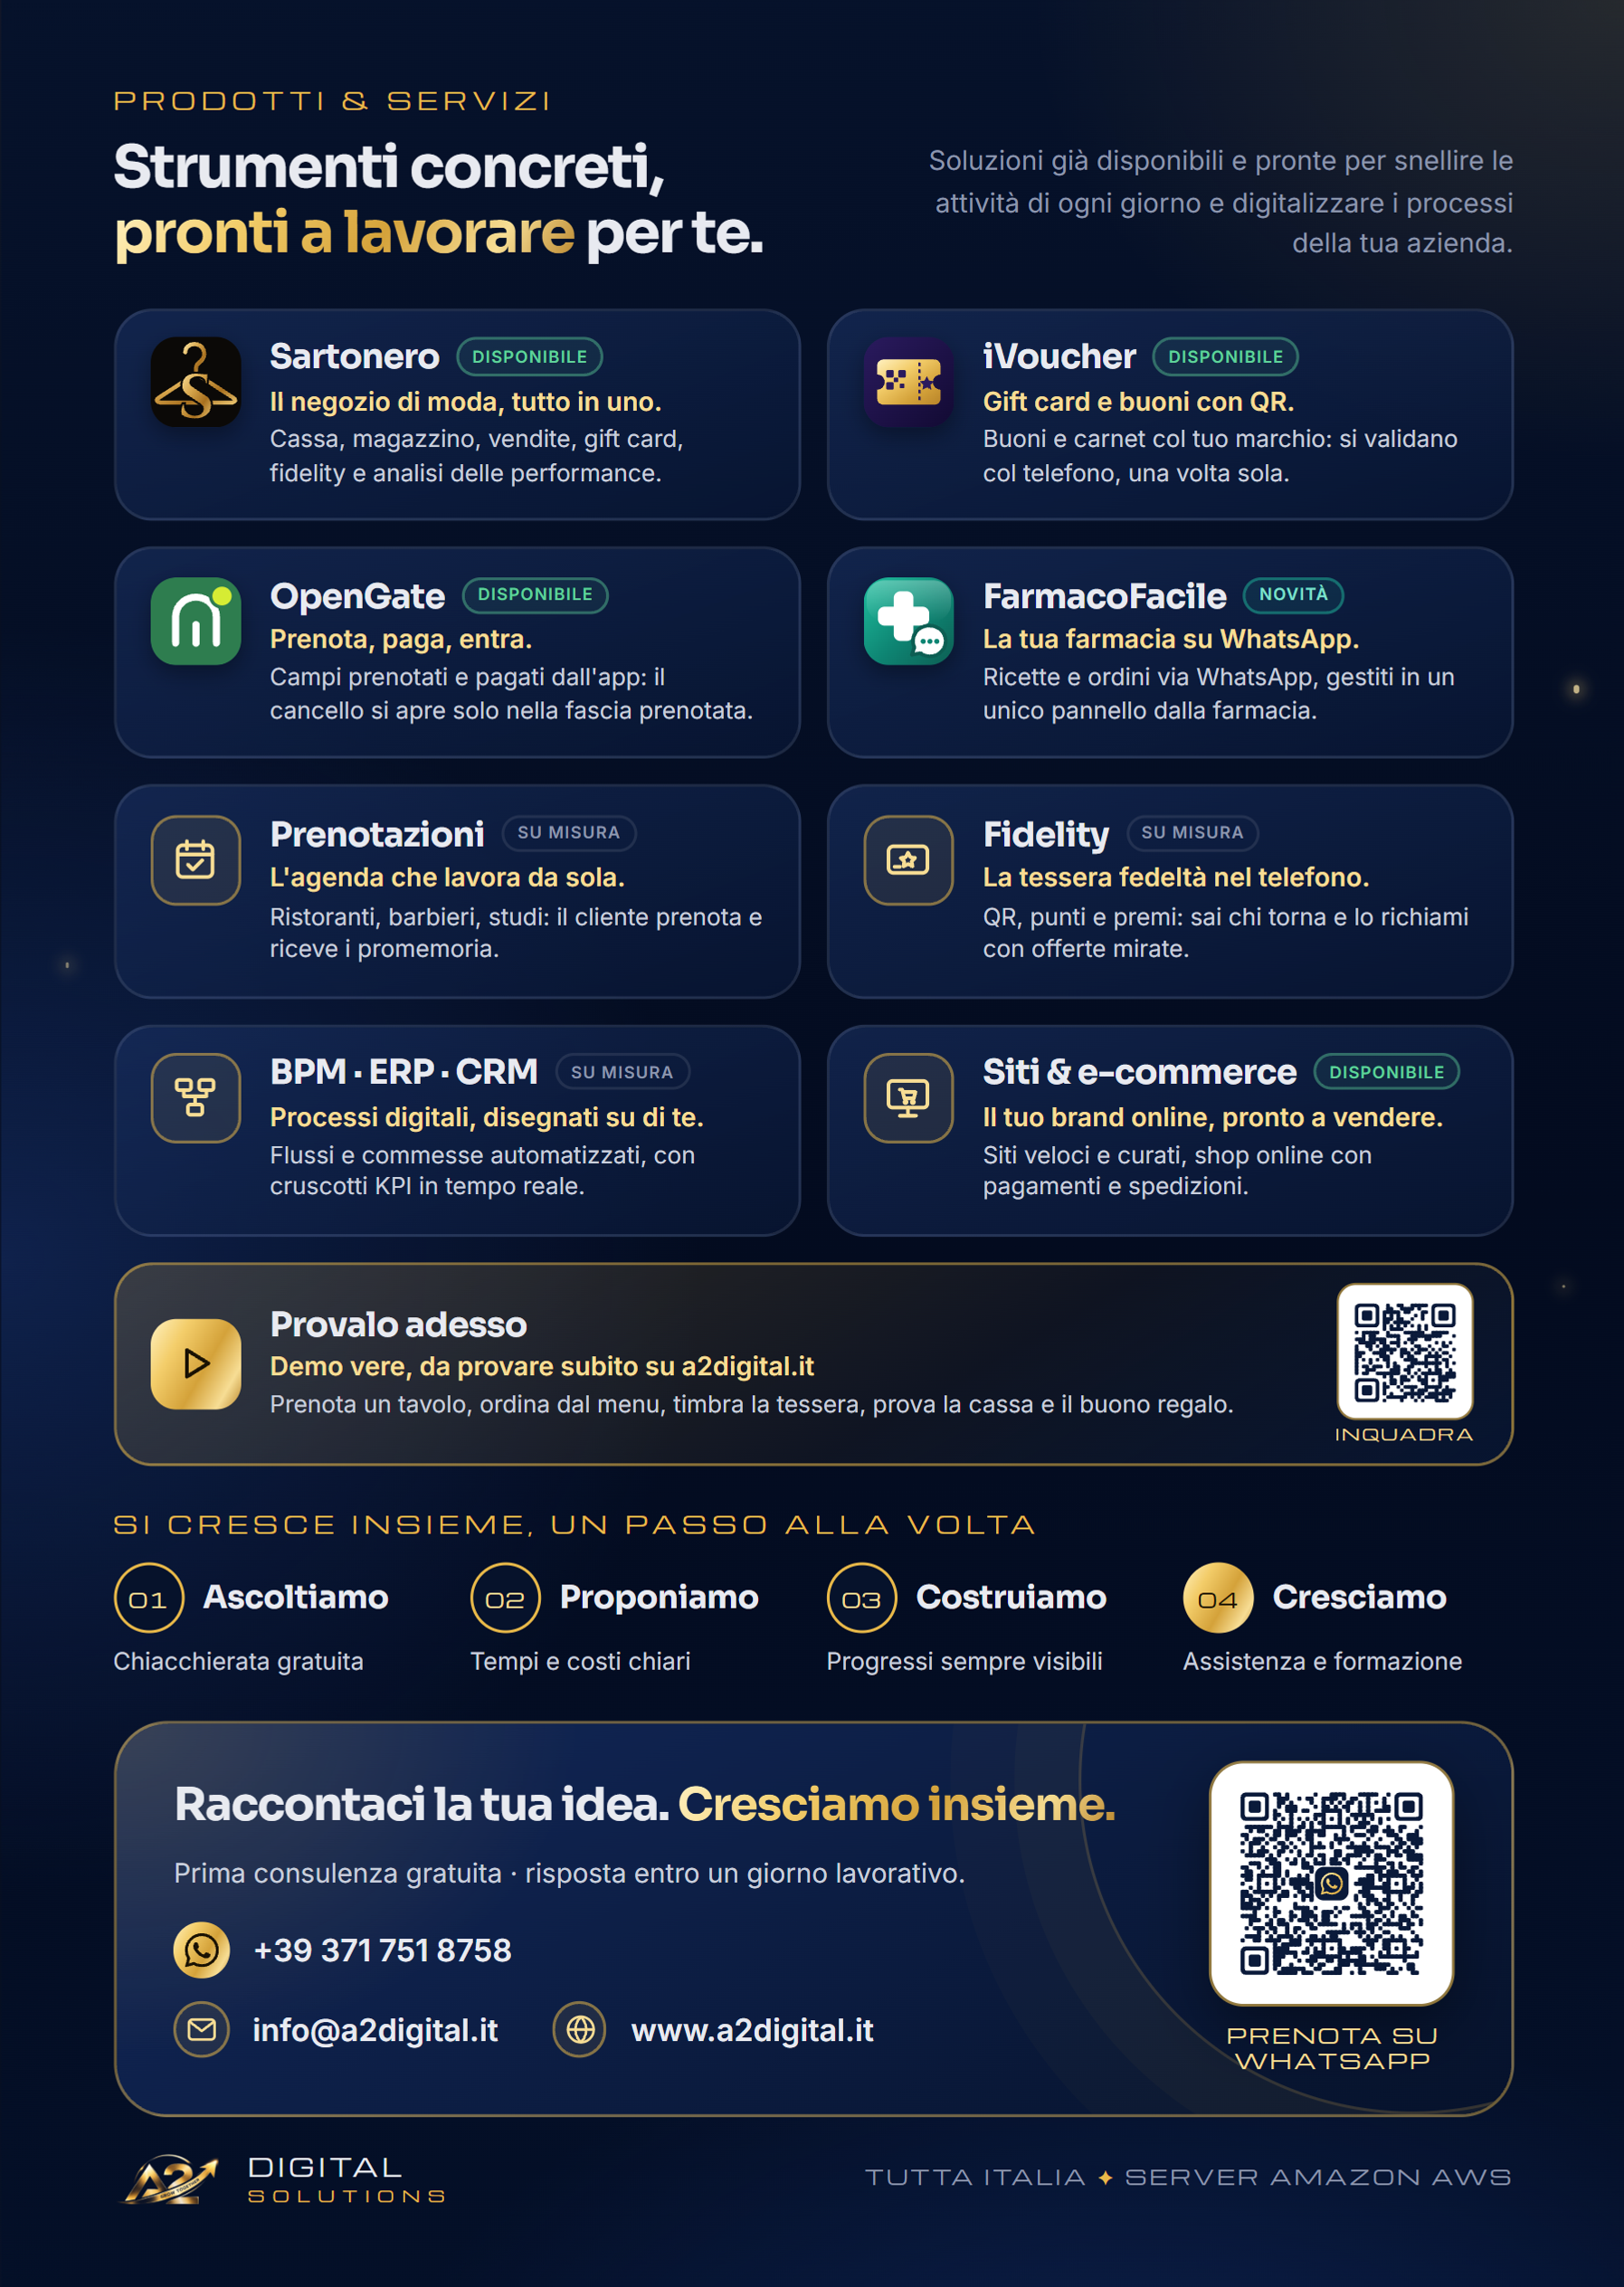 PRODOTTI & SERVIZI
Strumenti concreti,
pronti a lavorare per te.
Soluzioni già disponibili e pronte per snellire le
attività di ogni giorno e digitalizzare i processi
della tua azienda.
Sartonero DISPONIBILE
Il negozio di moda, tutto in uno.
Cassa, magazzino, vendite, gift card,
fidelity e analisi delle performance.
iVoucher DISPONIBILE
Gift card e buoni con QR.
Buoni e carnet col tuo marchio: si validano
col telefono, una volta sola.
OpenGate DISPONIBILE
Prenota, paga, entra.
Campi prenotati e pagati dall'app: il
cancello si apre solo nella fascia prenotata.
FarmacoFacile NOVITÀ
La tua farmacia su WhatsApp.
Ricette e ordini via WhatsApp, gestiti in un
unico pannello dalla farmacia.
Prenotazioni SU MISURA
L'agenda che lavora da sola.
Ristoranti, barbieri, studi: il cliente prenota e
riceve i promemoria.
Fidelity SU MISURA
La tessera fedeltà nel telefono.
QR, punti e premi: sai chi torna e lo richiami
con offerte mirate.
BPM · ERP · CRM SU MISURA
Processi digitali, disegnati su di te.
Flussi e commesse automatizzati, con
cruscotti KPI in tempo reale.
Siti & e-commerce DISPONIBILE
Il tuo brand online, pronto a vendere.
Siti veloci e curati, shop online con
pagamenti e spedizioni.
Provalo adesso
Demo vere, da provare subito su a2digital.it
Prenota un tavolo, ordina dal menu, timbra la tessera, prova la cassa e il buono regalo.
INQUADRA
SI CRESCE INSIEME, UN PASSO ALLA VOLTA
01 Ascoltiamo
Chiacchierata gratuita
02 Proponiamo
Tempi e costi chiari
03 Costruiamo
Progressi sempre visibili
04 Cresciamo
Assistenza e formazione
Raccontaci la tua idea. Cresciamo insieme.
Prima consulenza gratuita · risposta entro un giorno lavorativo.
+39 371 751 8758
info@a2digital.it
www.a2digital.it
PRENOTA SU
WHATSAPP
A2
DIGITAL
SOLUTIONS
TUTTA ITALIA ✦ SERVER AMAZON AWS